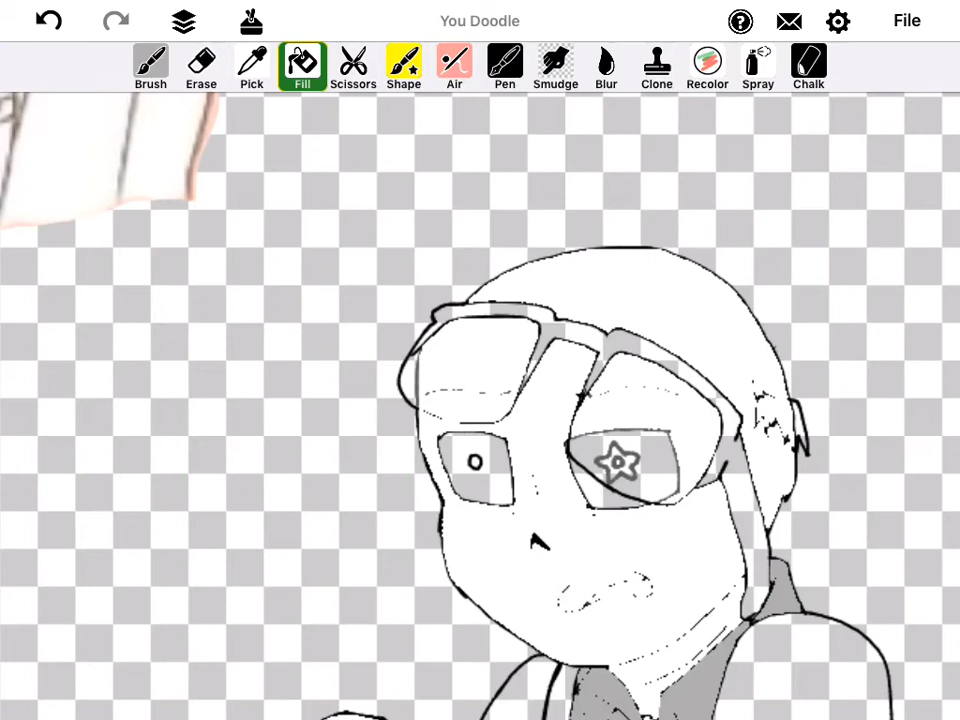 You Doodle
File
Brush Erase Pick Fill Scissors Shape Air Pen Smudge Blur Clone Recolor Spray Chalk